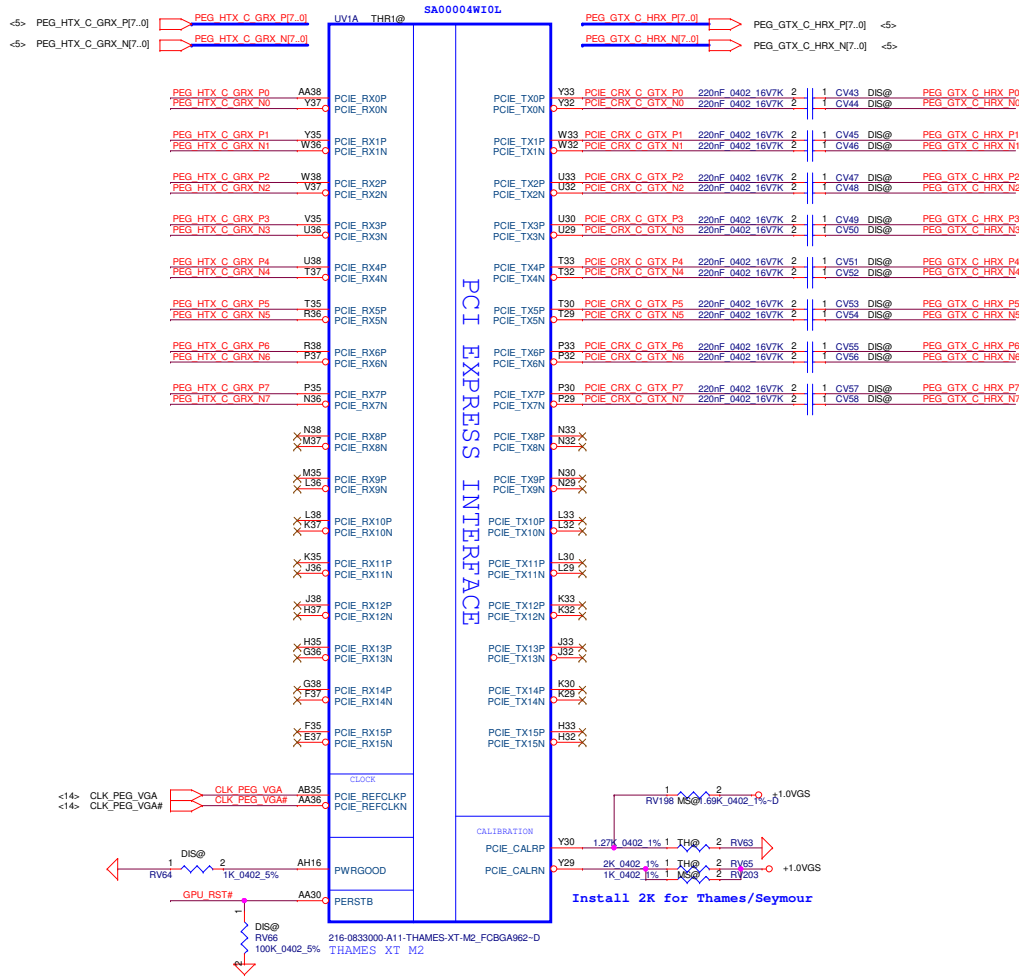 SA00004WI0L
UV1A THR1@
<5> PEG_HTX_C_GRX_P[7..0] PEG_HTX_C_GRX_P[7..0]
<5> PEG_HTX_C_GRX_N[7..0] PEG_HTX_C_GRX_N[7..0]
PEG_GTX_C_HRX_P[7..0] PEG_GTX_C_HRX_P[7..0] <5>
PEG_GTX_C_HRX_N[7..0] PEG_GTX_C_HRX_N[7..0] <5>
PEG_HTX_C_GRX_P0 AA38 PCIE_RX0P PCIE_TX0P Y33 PCIE_CRX_C_GTX_P0 220nF_0402_16V7K 2 1 CV43 DIS@ PEG_GTX_C_HRX_P0
PEG_HTX_C_GRX_N0 Y37 PCIE_RX0N PCIE_TX0N Y32 PCIE_CRX_C_GTX_N0 220nF_0402_16V7K 2 1 CV44 DIS@ PEG_GTX_C_HRX_N0
PEG_HTX_C_GRX_P1 Y35 PCIE_RX1P PCIE_TX1P W33 PCIE_CRX_C_GTX_P1 220nF_0402_16V7K 2 1 CV45 DIS@ PEG_GTX_C_HRX_P1
PEG_HTX_C_GRX_N1 W36 PCIE_RX1N PCIE_TX1N W32 PCIE_CRX_C_GTX_N1 220nF_0402_16V7K 2 1 CV46 DIS@ PEG_GTX_C_HRX_N1
PEG_HTX_C_GRX_P2 W38 PCIE_RX2P PCIE_TX2P U33 PCIE_CRX_C_GTX_P2 220nF_0402_16V7K 2 1 CV47 DIS@ PEG_GTX_C_HRX_P2
PEG_HTX_C_GRX_N2 V37 PCIE_RX2N PCIE_TX2N U32 PCIE_CRX_C_GTX_N2 220nF_0402_16V7K 2 1 CV48 DIS@ PEG_GTX_C_HRX_N2
PEG_HTX_C_GRX_P3 V35 PCIE_RX3P PCIE_TX3P U30 PCIE_CRX_C_GTX_P3 220nF_0402_16V7K 2 1 CV49 DIS@ PEG_GTX_C_HRX_P3
PEG_HTX_C_GRX_N3 U36 PCIE_RX3N PCIE_TX3N U29 PCIE_CRX_C_GTX_N3 220nF_0402_16V7K 2 1 CV50 DIS@ PEG_GTX_C_HRX_N3
PEG_HTX_C_GRX_P4 U38 PCIE_RX4P PCIE_TX4P T33 PCIE_CRX_C_GTX_P4 220nF_0402_16V7K 2 1 CV51 DIS@ PEG_GTX_C_HRX_P4
PEG_HTX_C_GRX_N4 T37 PCIE_RX4N PCIE_TX4N T32 PCIE_CRX_C_GTX_N4 220nF_0402_16V7K 2 1 CV52 DIS@ PEG_GTX_C_HRX_N4
PEG_HTX_C_GRX_P5 T35 PCIE_RX5P PCIE_TX5P T30 PCIE_CRX_C_GTX_P5 220nF_0402_16V7K 2 1 CV53 DIS@ PEG_GTX_C_HRX_P5
PEG_HTX_C_GRX_N5 R36 PCIE_RX5N PCIE_TX5N T29 PCIE_CRX_C_GTX_N5 220nF_0402_16V7K 2 1 CV54 DIS@ PEG_GTX_C_HRX_N5
PEG_HTX_C_GRX_P6 R38 PCIE_RX6P PCIE_TX6P P33 PCIE_CRX_C_GTX_P6 220nF_0402_16V7K 2 1 CV55 DIS@ PEG_GTX_C_HRX_P6
PEG_HTX_C_GRX_N6 P37 PCIE_RX6N PCIE_TX6N P32 PCIE_CRX_C_GTX_N6 220nF_0402_16V7K 2 1 CV56 DIS@ PEG_GTX_C_HRX_N6
PEG_HTX_C_GRX_P7 P35 PCIE_RX7P PCIE_TX7P P30 PCIE_CRX_C_GTX_P7 220nF_0402_16V7K 2 1 CV57 DIS@ PEG_GTX_C_HRX_P7
PEG_HTX_C_GRX_N7 N36 PCIE_RX7N PCIE_TX7N P29 PCIE_CRX_C_GTX_N7 220nF_0402_16V7K 2 1 CV58 DIS@ PEG_GTX_C_HRX_N7
PCI EXPRESS INTERFACE
N38 PCIE_RX8P PCIE_TX8P N33
M37 PCIE_RX8N PCIE_TX8N N32
M35 PCIE_RX9P PCIE_TX9P N30
L36 PCIE_RX9N PCIE_TX9N N29
L38 PCIE_RX10P PCIE_TX10P L33
K37 PCIE_RX10N PCIE_TX10N L32
K35 PCIE_RX11P PCIE_TX11P L30
J36 PCIE_RX11N PCIE_TX11N L29
J38 PCIE_RX12P PCIE_TX12P K33
H37 PCIE_RX12N PCIE_TX12N K32
H35 PCIE_RX13P PCIE_TX13P J33
G36 PCIE_RX13N PCIE_TX13N J32
G38 PCIE_RX14P PCIE_TX14P K30
F37 PCIE_RX14N PCIE_TX14N K29
F35 PCIE_RX15P PCIE_TX15P H33
E37 PCIE_RX15N PCIE_TX15N H32
CLOCK
<14> CLK_PEG_VGA CLK_PEG_VGA AB35 PCIE_REFCLKP
<14> CLK_PEG_VGA# CLK_PEG_VGA# AA36 PCIE_REFCLKN
1 2 +1.0VGS
RV198 MS@1.69K_0402_1%~D
CALIBRATION
PCIE_CALRP Y30 1.27K_0402_1% 1 TH@ 2 RV63
PCIE_CALRN Y29 2K_0402_1% 1 TH@ 2 RV65 +1.0VGS
1K_0402_1% 1 MS@ 2 RV203
Install 2K for Thames/Seymour
DIS@
1 2 AH16 PWRGOOD
RV64 1K_0402_5%
GPU_RST# AA30 PERSTB
1
DIS@
RV66
100K_0402_5%
2
216-0833000-A11-THAMES-XT-M2_FCBGA962~D
THAMES XT M2